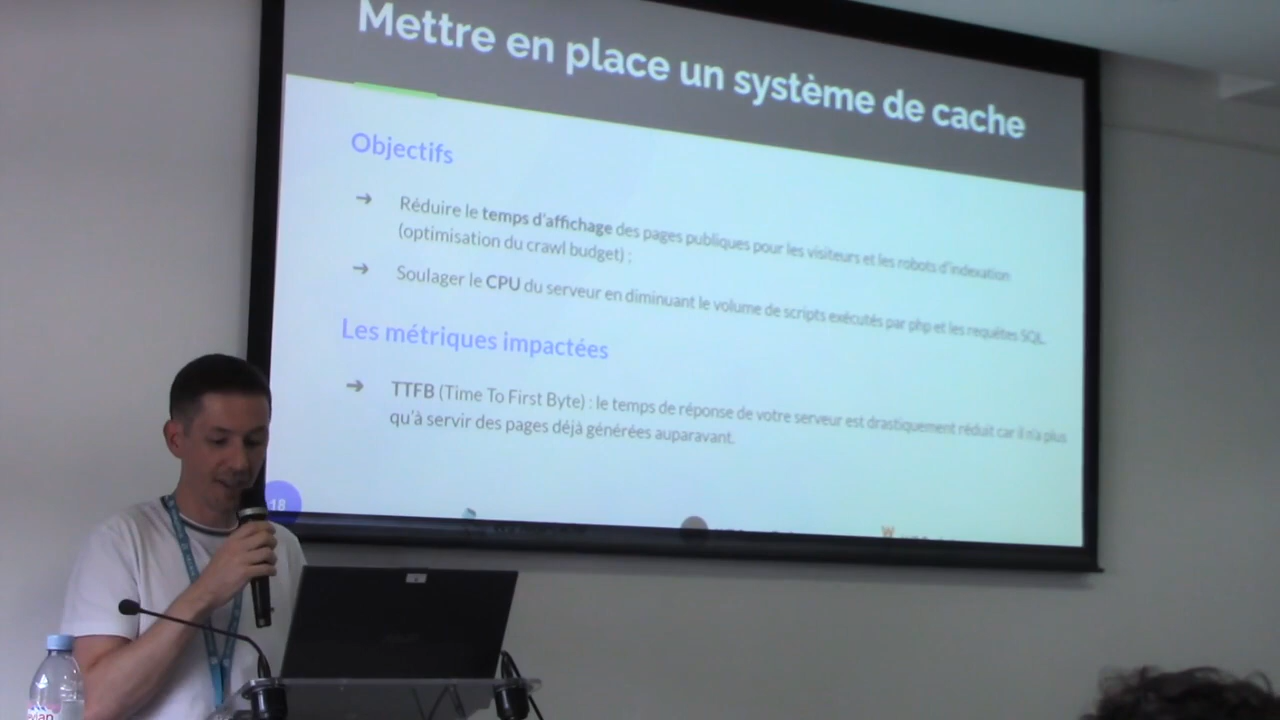 Mettre en place un système de cache
Objectifs
➔ Réduire le temps d'affichage des pages publiques pour les visiteurs et les robots d'indexation
(optimisation du crawl budget) ;
➔ Soulager le CPU du serveur en diminuant le volume de scripts exécutés par php et les requêtes SQL.
Les métriques impactées
➔ TTFB (Time To First Byte) : le temps de réponse de votre serveur est drastiquement réduit car il n'a plus
qu'à servir des pages déjà générées auparavant.
18
evian